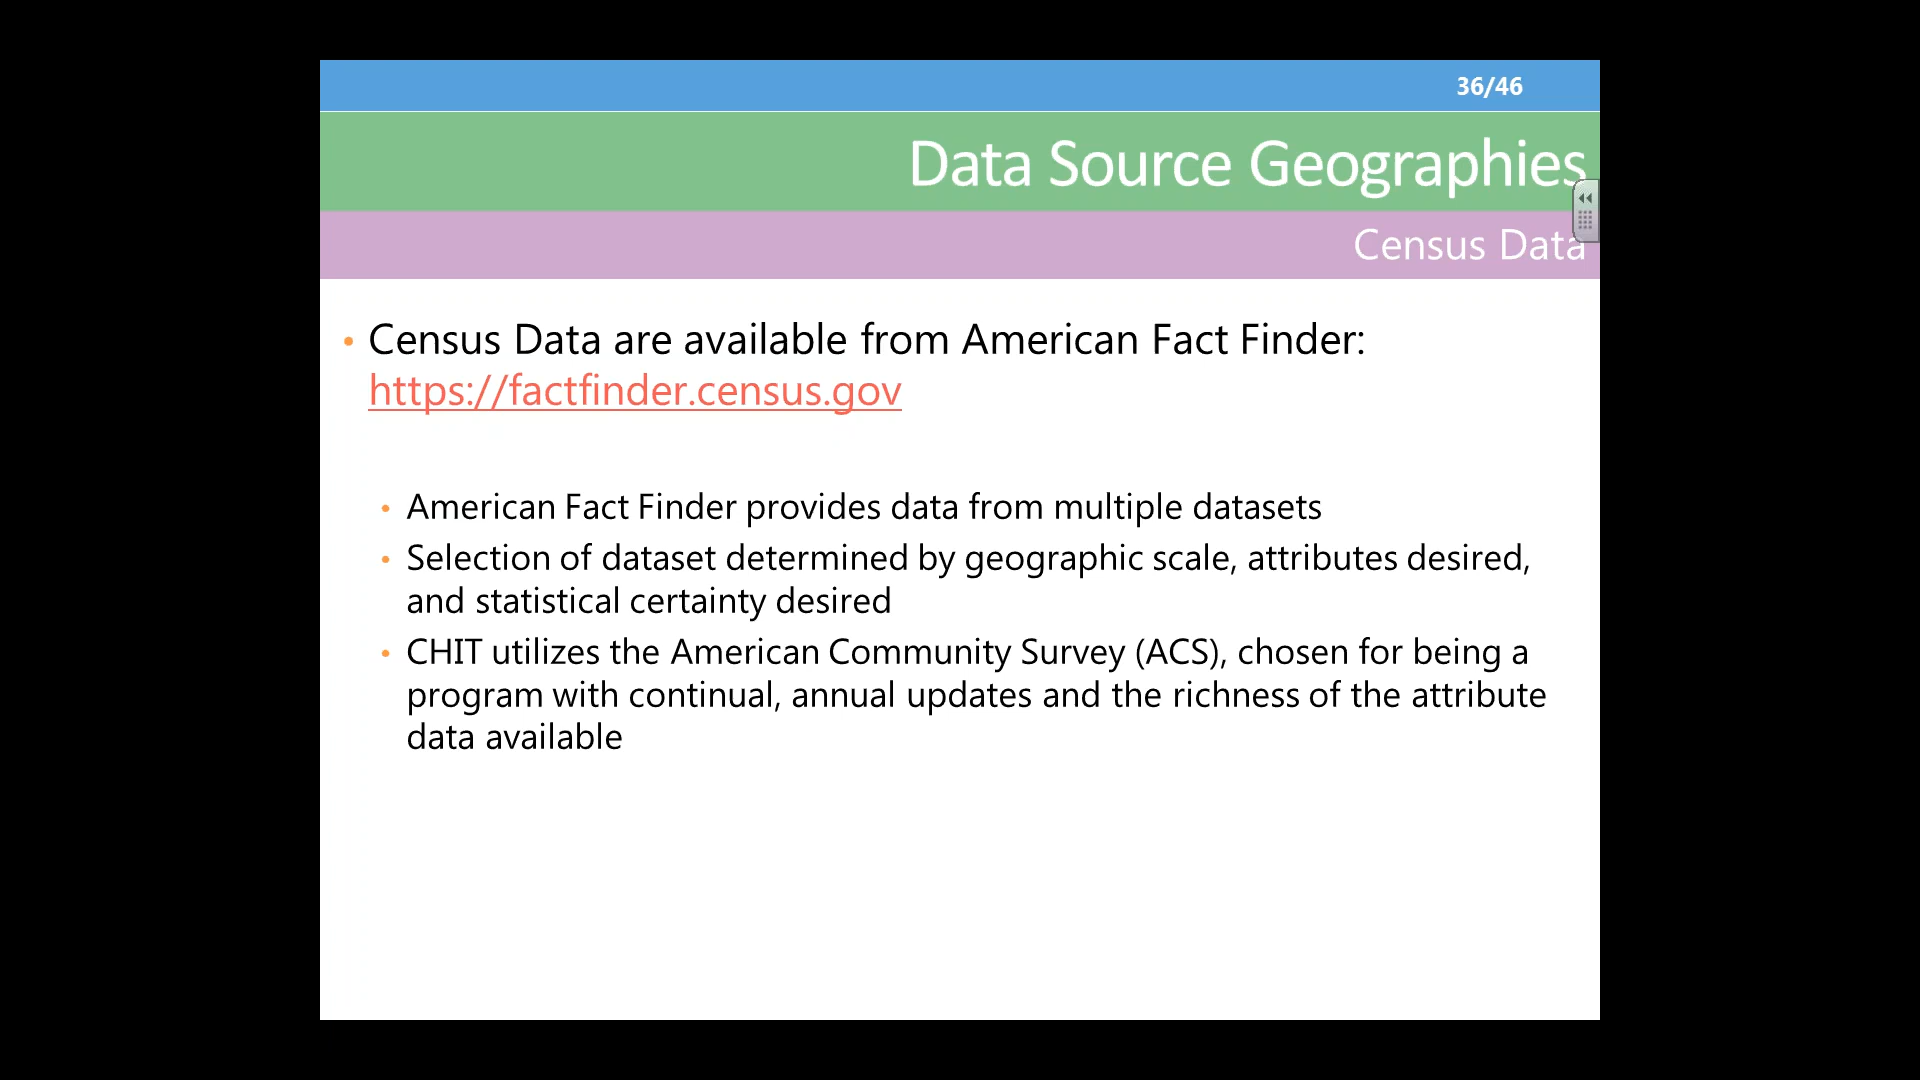 36/46
Data Source Geographies
Census Data
• Census Data are available from American Fact Finder:
https://factfinder.census.gov
• American Fact Finder provides data from multiple datasets
• Selection of dataset determined by geographic scale, attributes desired,
and statistical certainty desired
• CHIT utilizes the American Community Survey (ACS), chosen for being a
program with continual, annual updates and the richness of the attribute
data available